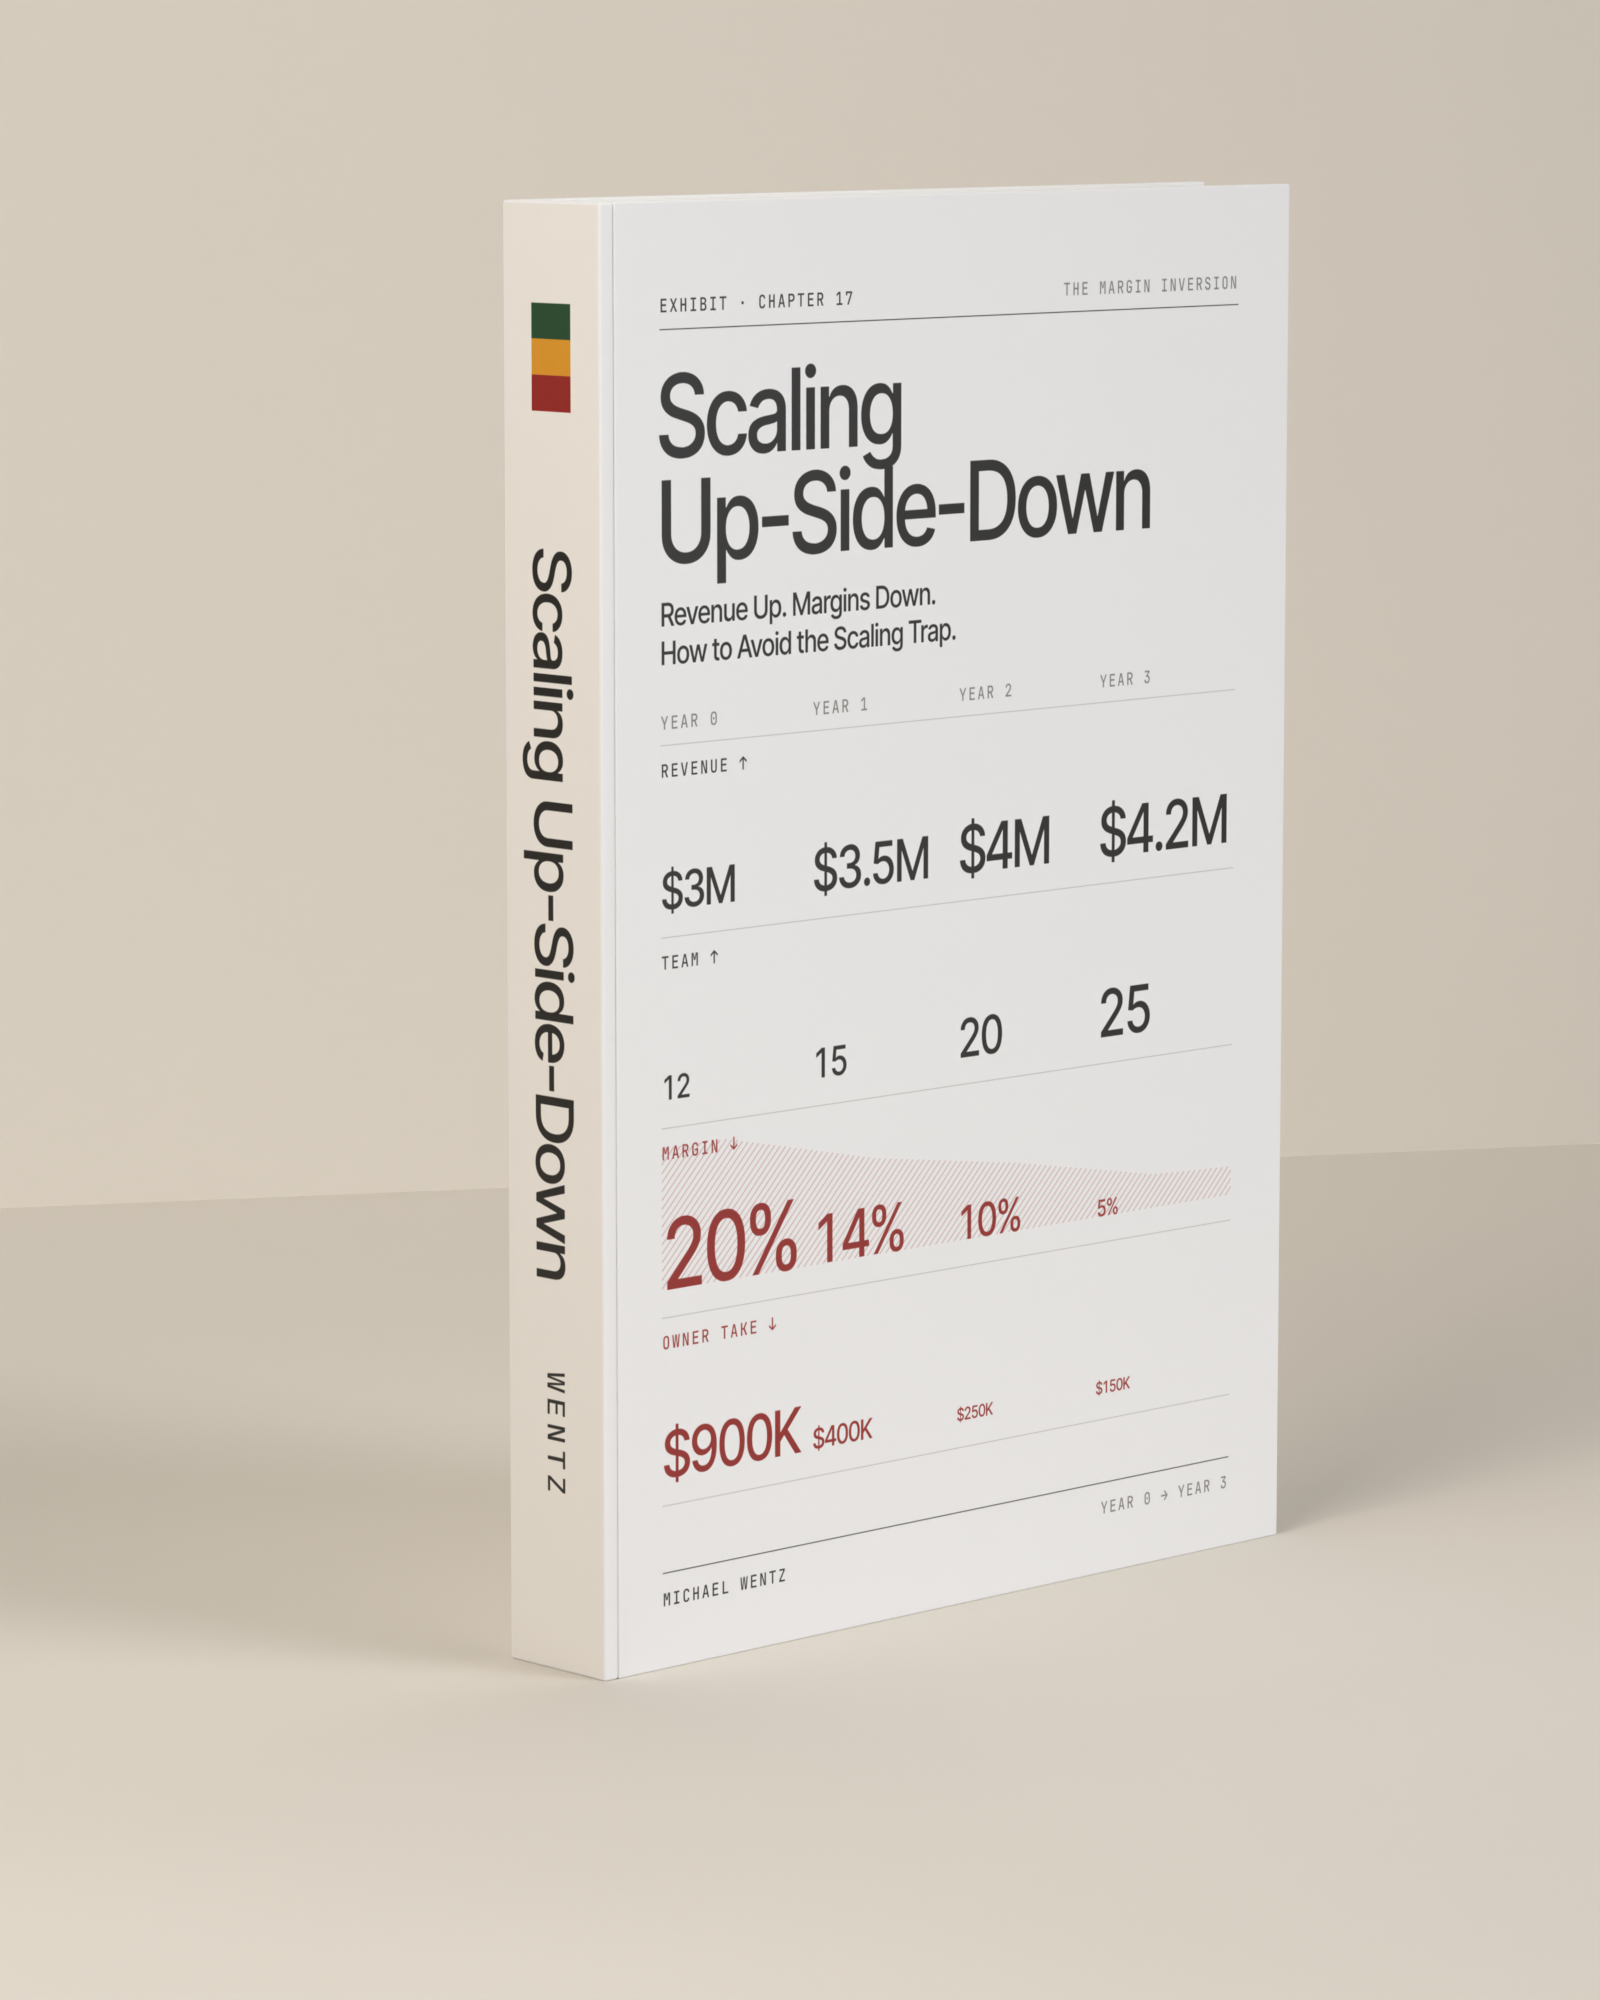 Scaling Up-Side-Down
WENTZ
EXHIBIT · CHAPTER 17
THE MARGIN INVERSION
Scaling
Up-Side-Down
Revenue Up. Margins Down.
How to Avoid the Scaling Trap.
YEAR 0 YEAR 1 YEAR 2 YEAR 3
REVENUE ↑
$3M $3.5M $4M $4.2M
TEAM ↑
12 15 20 25
MARGIN ↓
20% 14% 10% 5%
OWNER TAKE ↓
$900K $400K $250K $150K
YEAR 0 → YEAR 3
MICHAEL WENTZ